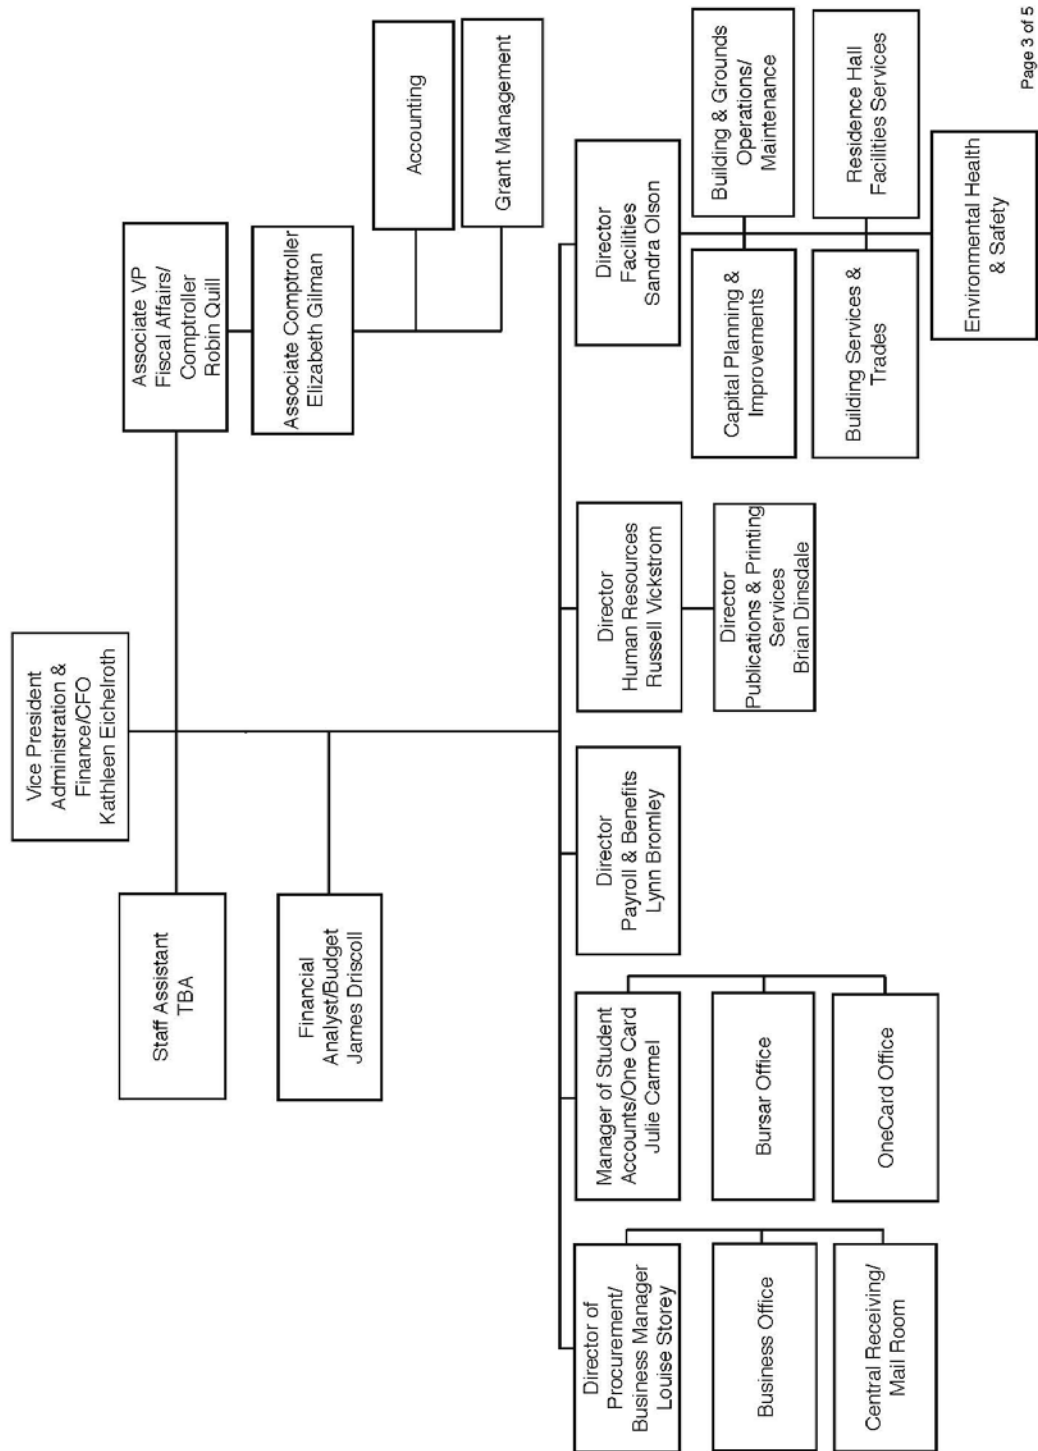 Vice President
Administration &
Finance/CFO
Kathleen Eichelroth
Staff Assistant
TBA
Associate VP
Fiscal Affairs/
Comptroller
Robin Quill
Financial
Analyst/Budget
James Driscoll
Associate Comptroller
Elizabeth Gilman
Accounting
Grant Management
Director of
Procurement/
Business Manager
Louise Storey
Business Office
Central Receiving/
Mail Room
Manager of Student
Accounts/One Card
Julie Carmel
Bursar Office
OneCard Office
Director
Payroll & Benefits
Lynn Bromley
Director
Human Resources
Russell Vickstrom
Director
Publications & Printing
Services
Brian Dinsdale
Director
Facilities
Sandra Olson
Capital Planning &
Improvements
Building & Grounds
Operations/
Maintenance
Building Services &
Trades
Residence Hall
Facilities Services
Environmental Health
& Safety
Page 3 of 5